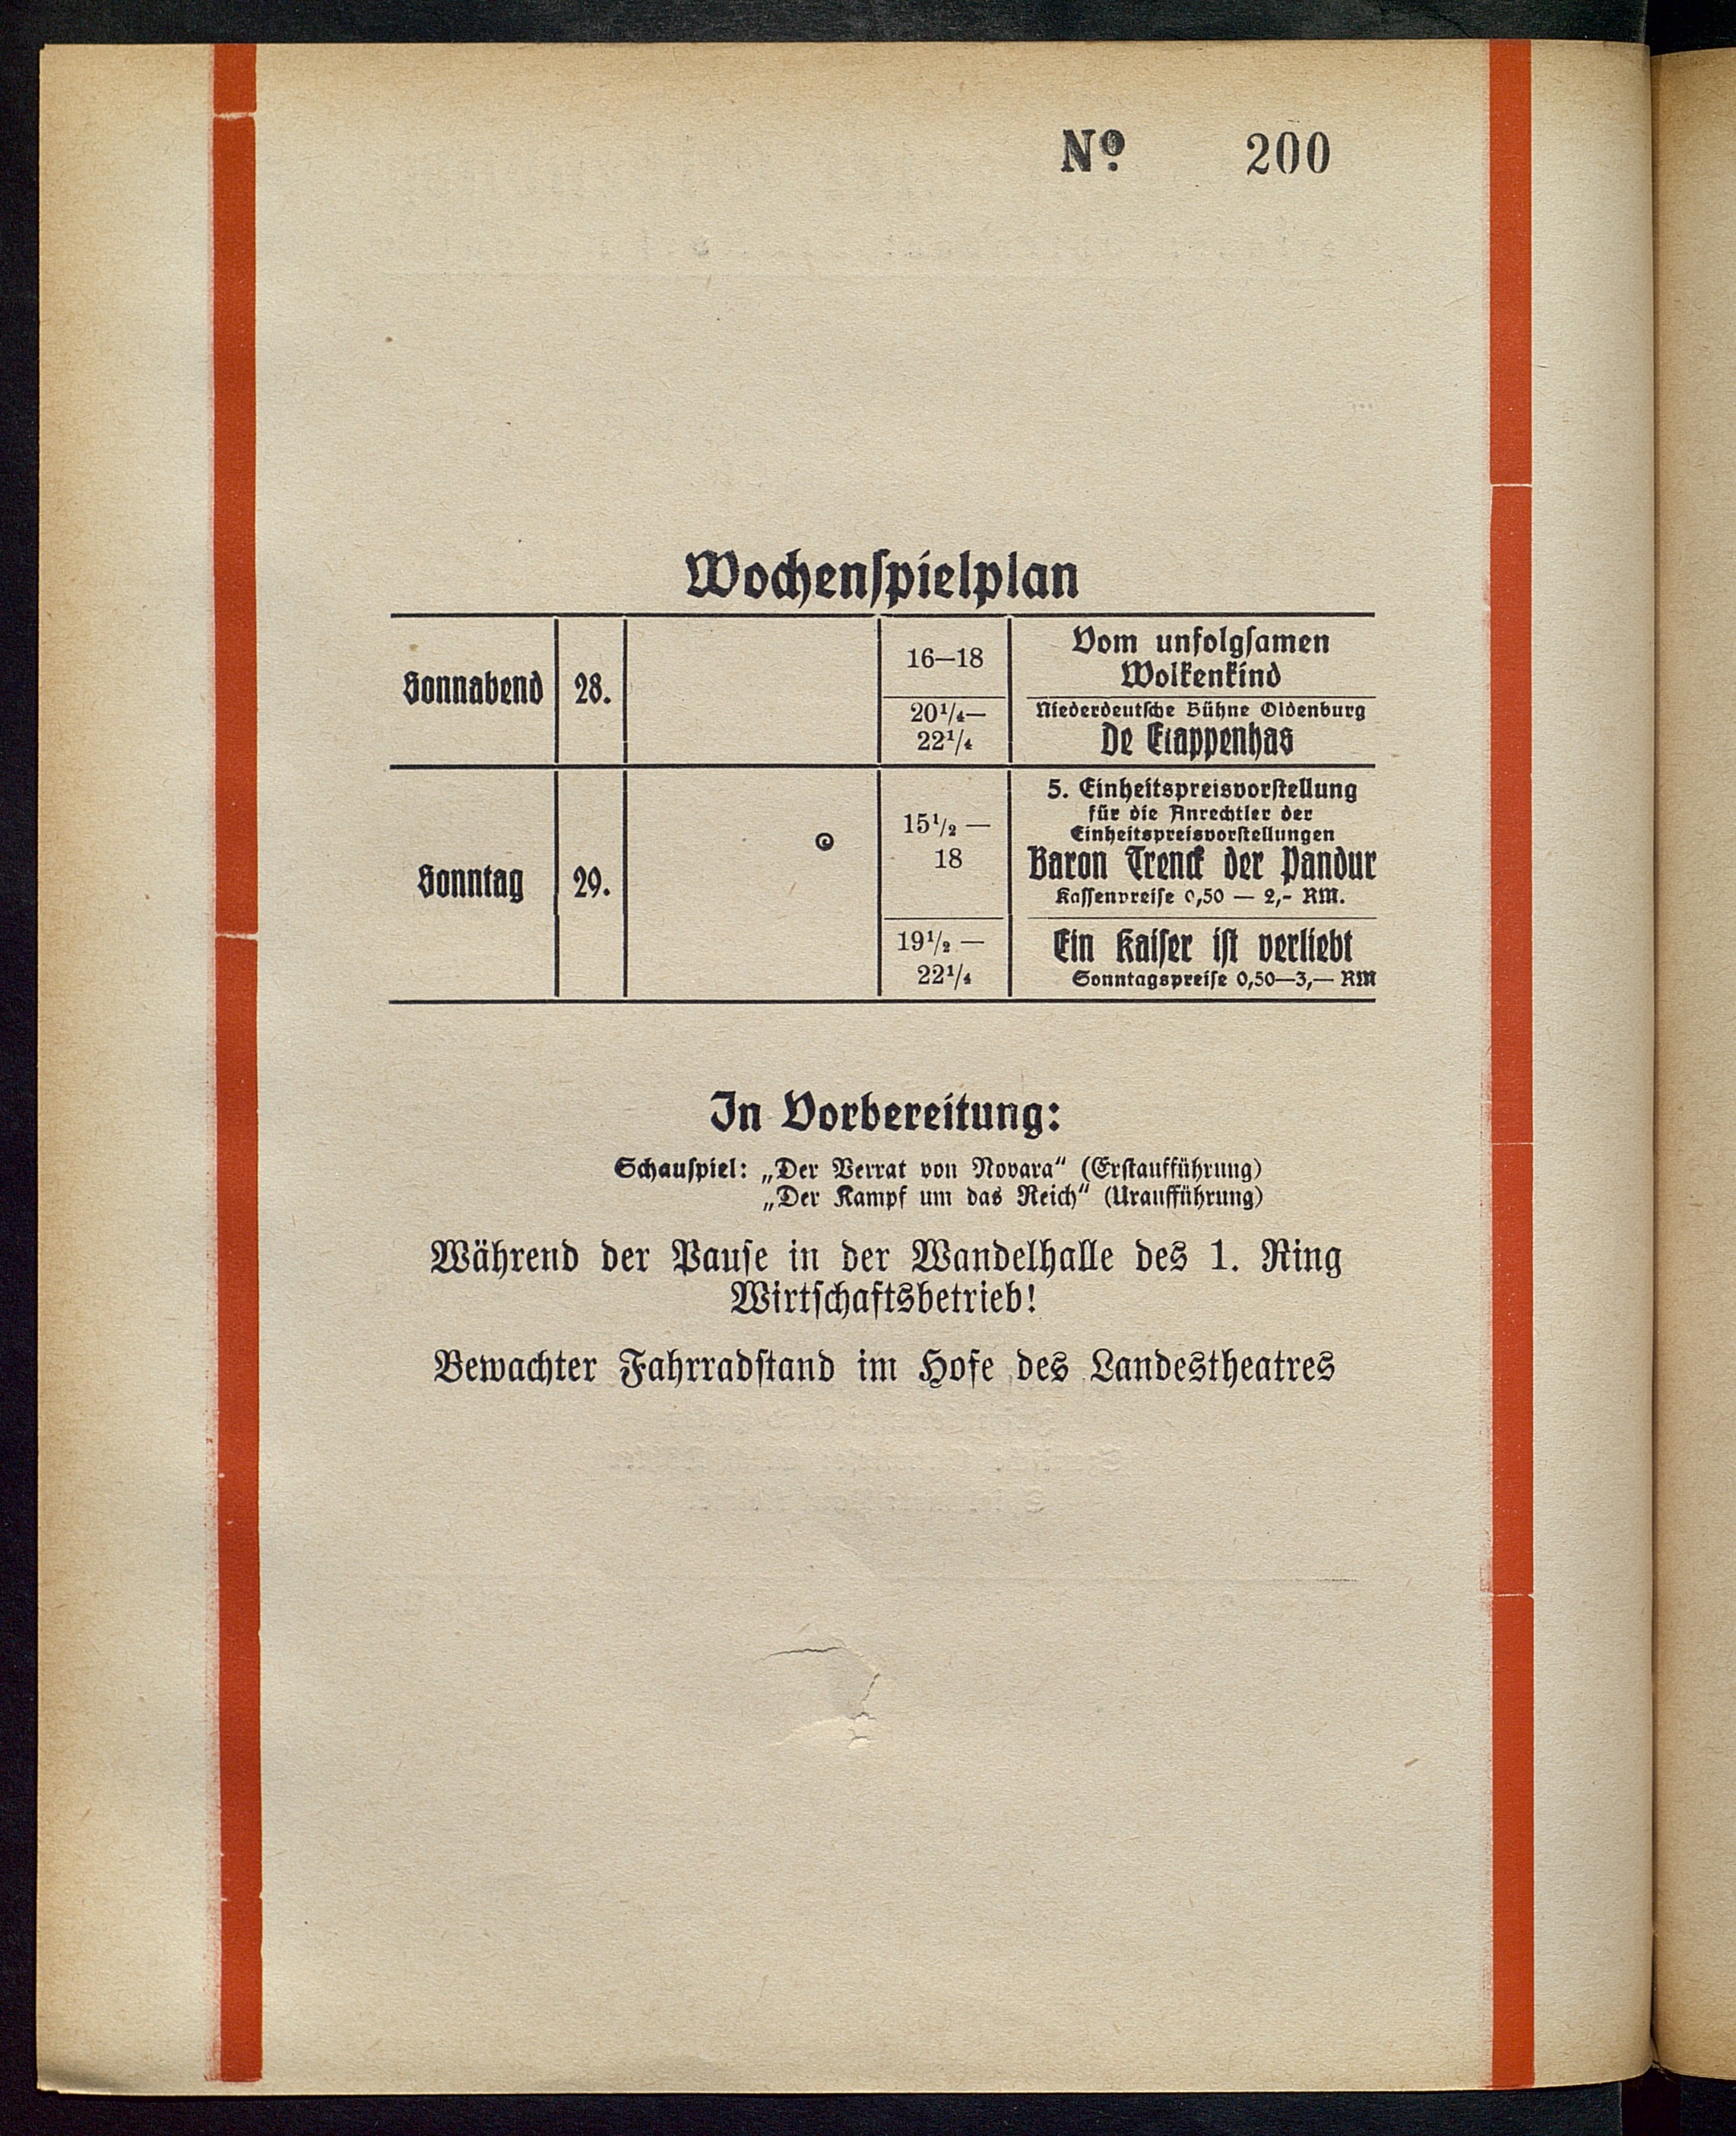 No. 200
Wochenspielplan
Sonnabend 28.
16–18
Vom unfolgsamen
Wolkenkind
20¼—
22¼
Niederdeutsche Bühne Oldenburg
De Etappenhas
Sonntag 29.
15½ —
18
5. Einheitspreisvorstellung
für die Anrechtler der
Einheitspreisvorstellungen
Baron Trenck der Pandur
Kassenpreise 0,50 — 2,- RM.
19½ —
22¼
Ein Kaiser ist verliebt
Sonntagspreise 0,50—3,— RM
In Vorbereitung:
Schauspiel: „Der Verrat von Novara“ (Erstaufführung)
„Der Kampf um das Reich“ (Uraufführung)
Während der Pause in der Wandelhalle des 1. Ring
Wirtschaftsbetrieb!
Bewachter Fahrradstand im Hofe des Landestheatres